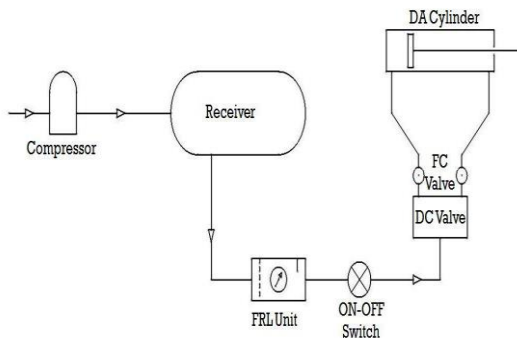 DA Cylinder
Receiver
Compressor
FC
Valve
DC Valve
FRL Unit
ON-OFF
Switch